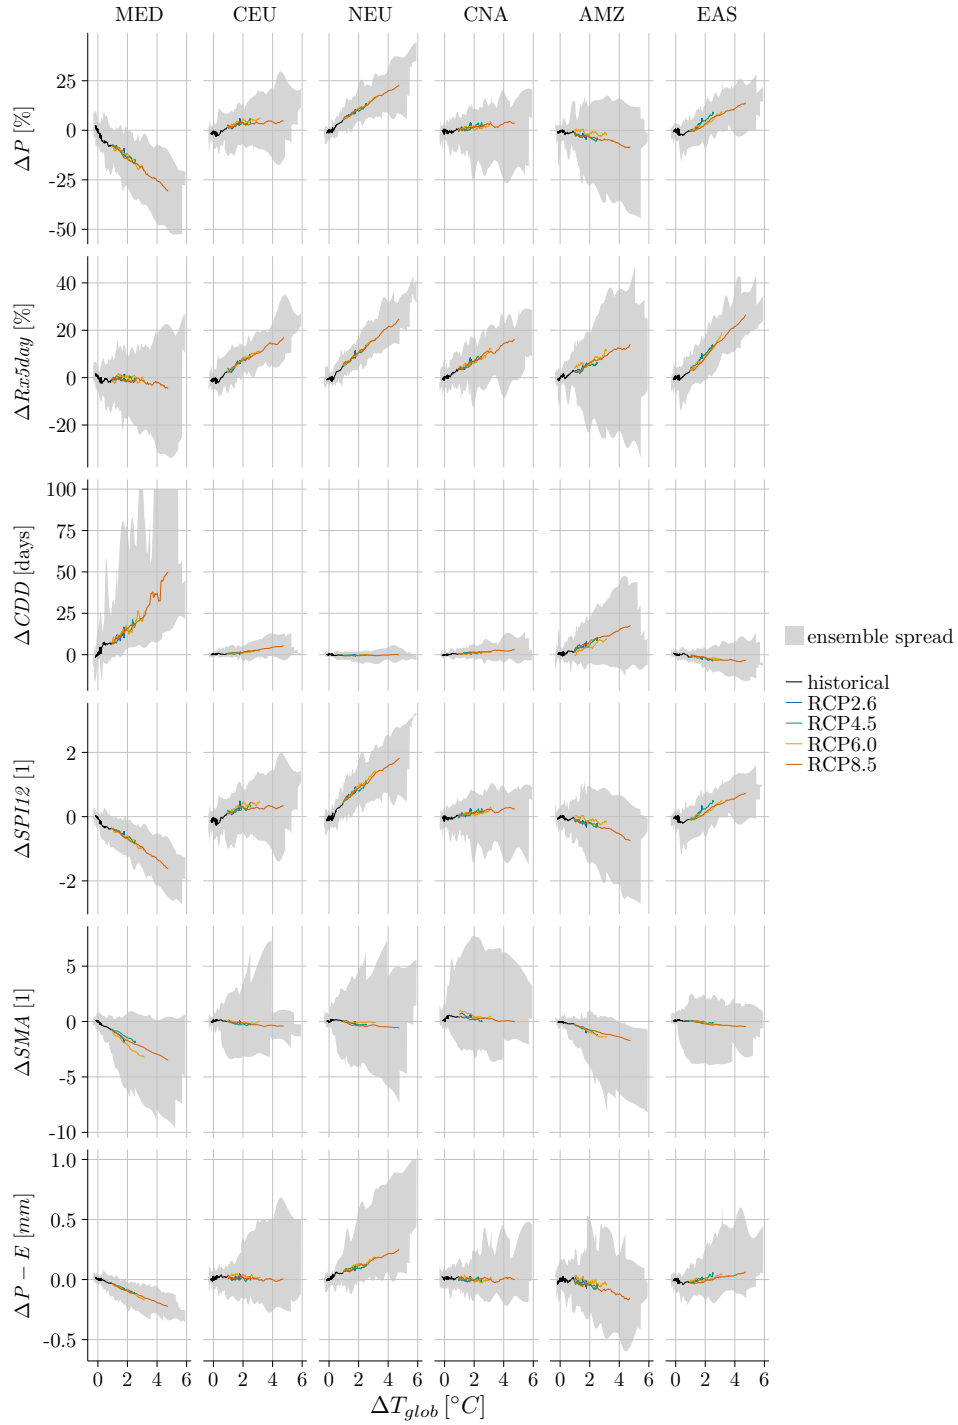 MED CEU NEU CNA AMZ EAS
ΔP [%]
25
0
-25
-50
ΔRx5day [%]
40
20
0
-20
ΔCDD [days]
100
75
50
25
0
ensemble spread
historical
RCP2.6
RCP4.5
RCP6.0
RCP8.5
ΔSPI12 [1]
2
0
-2
ΔSMA [1]
5
0
-5
-10
ΔP − E [mm]
1.0
0.5
0.0
-0.5
0 2 4 6 0 2 4 6 0 2 4 6 0 2 4 6 0 2 4 6 0 2 4 6
ΔT_glob [°C]